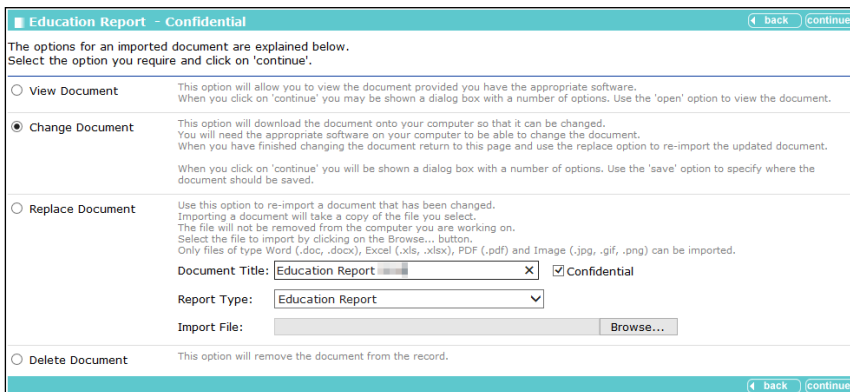 Education Report - Confidential
back
continue
The options for an imported document are explained below.
Select the option you require and click on 'continue'.
View Document
This option will allow you to view the document provided you have the appropriate software.
When you click on 'continue' you may be shown a dialog box with a number of options. Use the 'open' option to view the document.
Change Document
This option will download the document onto your computer so that it can be changed.
You will need the appropriate software on your computer to be able to change the document.
When you have finished changing the document return to this page and use the replace option to re-import the updated document.
When you click on 'continue' you will be shown a dialog box with a number of options. Use the 'save' option to specify where the
document should be saved.
Replace Document
Use this option to re-import a document that has been changed.
Importing a document will take a copy of the file you select.
The file will not be removed from the computer you are working on.
Select the file to import by clicking on the Browse... button.
Only files of type Word (.doc, .docx), Excel (.xls, .xlsx), PDF (.pdf) and Image (.jpg, .gif, .png) can be imported.
Document Title: Education Report
Confidential
Report Type: Education Report
Import File: Browse...
Delete Document
This option will remove the document from the record.
back
continue